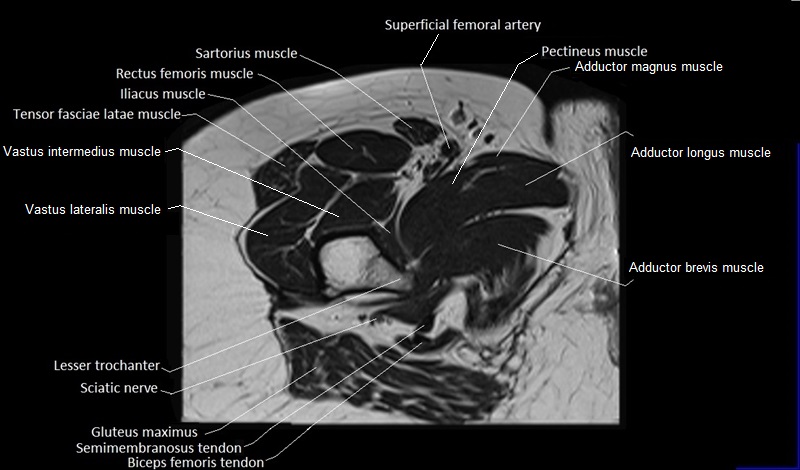 Superficial femoral artery
Sartorius muscle
Pectineus muscle
Rectus femoris muscle
Adductor magnus muscle
Iliacus muscle
Tensor fasciae latae muscle
Vastus intermedius muscle
Adductor longus muscle
Vastus lateralis muscle
Adductor brevis muscle
Lesser trochanter
Sciatic nerve
Gluteus maximus
Semimembranosus tendon
Biceps femoris tendon